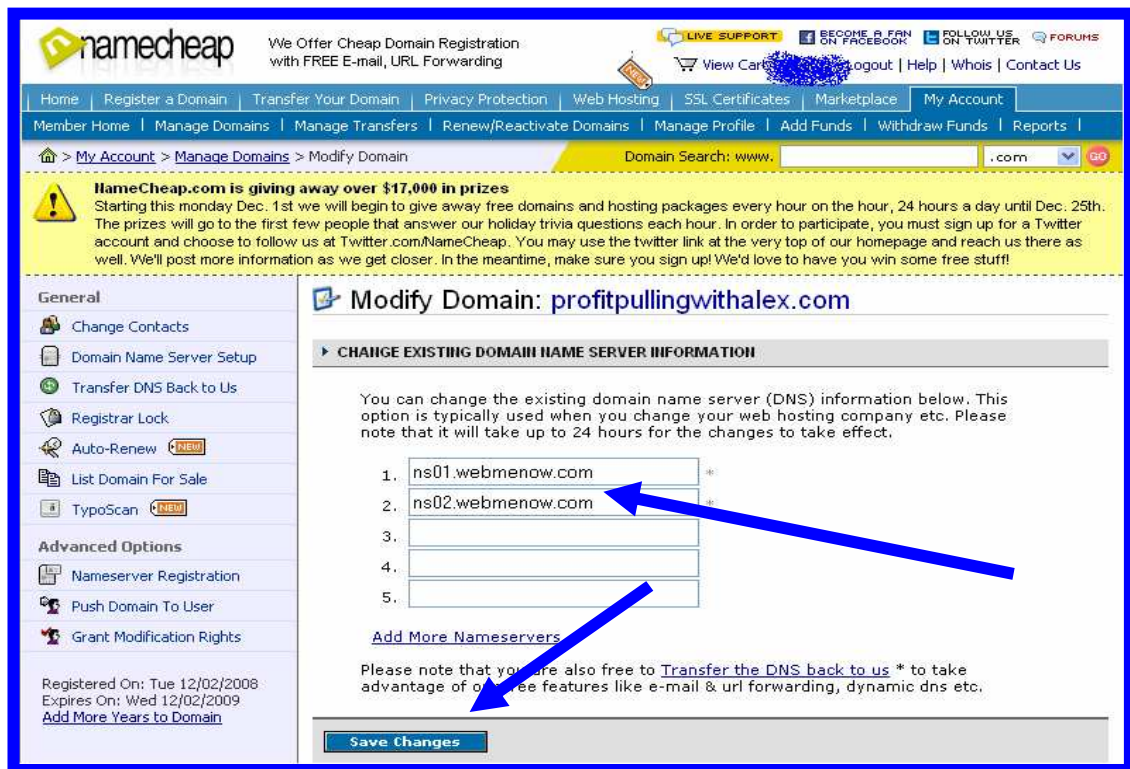 namecheap
We Offer Cheap Domain Registration
with FREE E-mail, URL Forwarding
LIVE SUPPORT BECOME A FAN ON FACEBOOK FOLLOW US ON TWITTER FORUMS
NEW
View Cart Logout | Help | Whois | Contact Us
Home | Register a Domain | Transfer Your Domain | Privacy Protection | Web Hosting | SSL Certificates | Marketplace | My Account
Member Home | Manage Domains | Manage Transfers | Renew/Reactivate Domains | Manage Profile | Add Funds | Withdraw Funds | Reports |
> My Account > Manage Domains > Modify Domain
Domain Search: www. .com GO
NameCheap.com is giving away over $17,000 in prizes
Starting this monday Dec. 1st we will begin to give away free domains and hosting packages every hour on the hour, 24 hours a day until Dec. 25th.
The prizes will go to the first few people that answer our holiday trivia questions each hour. In order to participate, you must sign up for a Twitter
account and choose to follow us at Twitter.com/NameCheap. You may use the twitter link at the very top of our homepage and reach us there as
well. We'll post more information as we get closer. In the meantime, make sure you sign up! We'd love to have you win some free stuff!
General
Change Contacts
Domain Name Server Setup
Transfer DNS Back to Us
Registrar Lock
Auto-Renew NEW
List Domain For Sale
TypoScan NEW
Advanced Options
Nameserver Registration
Push Domain To User
Grant Modification Rights
Registered On: Tue 12/02/2008
Expires On: Wed 12/02/2009
Add More Years to Domain
Modify Domain: profitpullingwithalex.com
CHANGE EXISTING DOMAIN NAME SERVER INFORMATION
You can change the existing domain name server (DNS) information below. This
option is typically used when you change your web hosting company etc. Please
note that it will take up to 24 hours for the changes to take effect.
1. ns01.webmenow.com *
2. ns02.webmenow.com *
3.
4.
5.
Add More Nameservers
Please note that you are also free to Transfer the DNS back to us * to take
advantage of our free features like e-mail & url forwarding, dynamic dns etc.
Save Changes